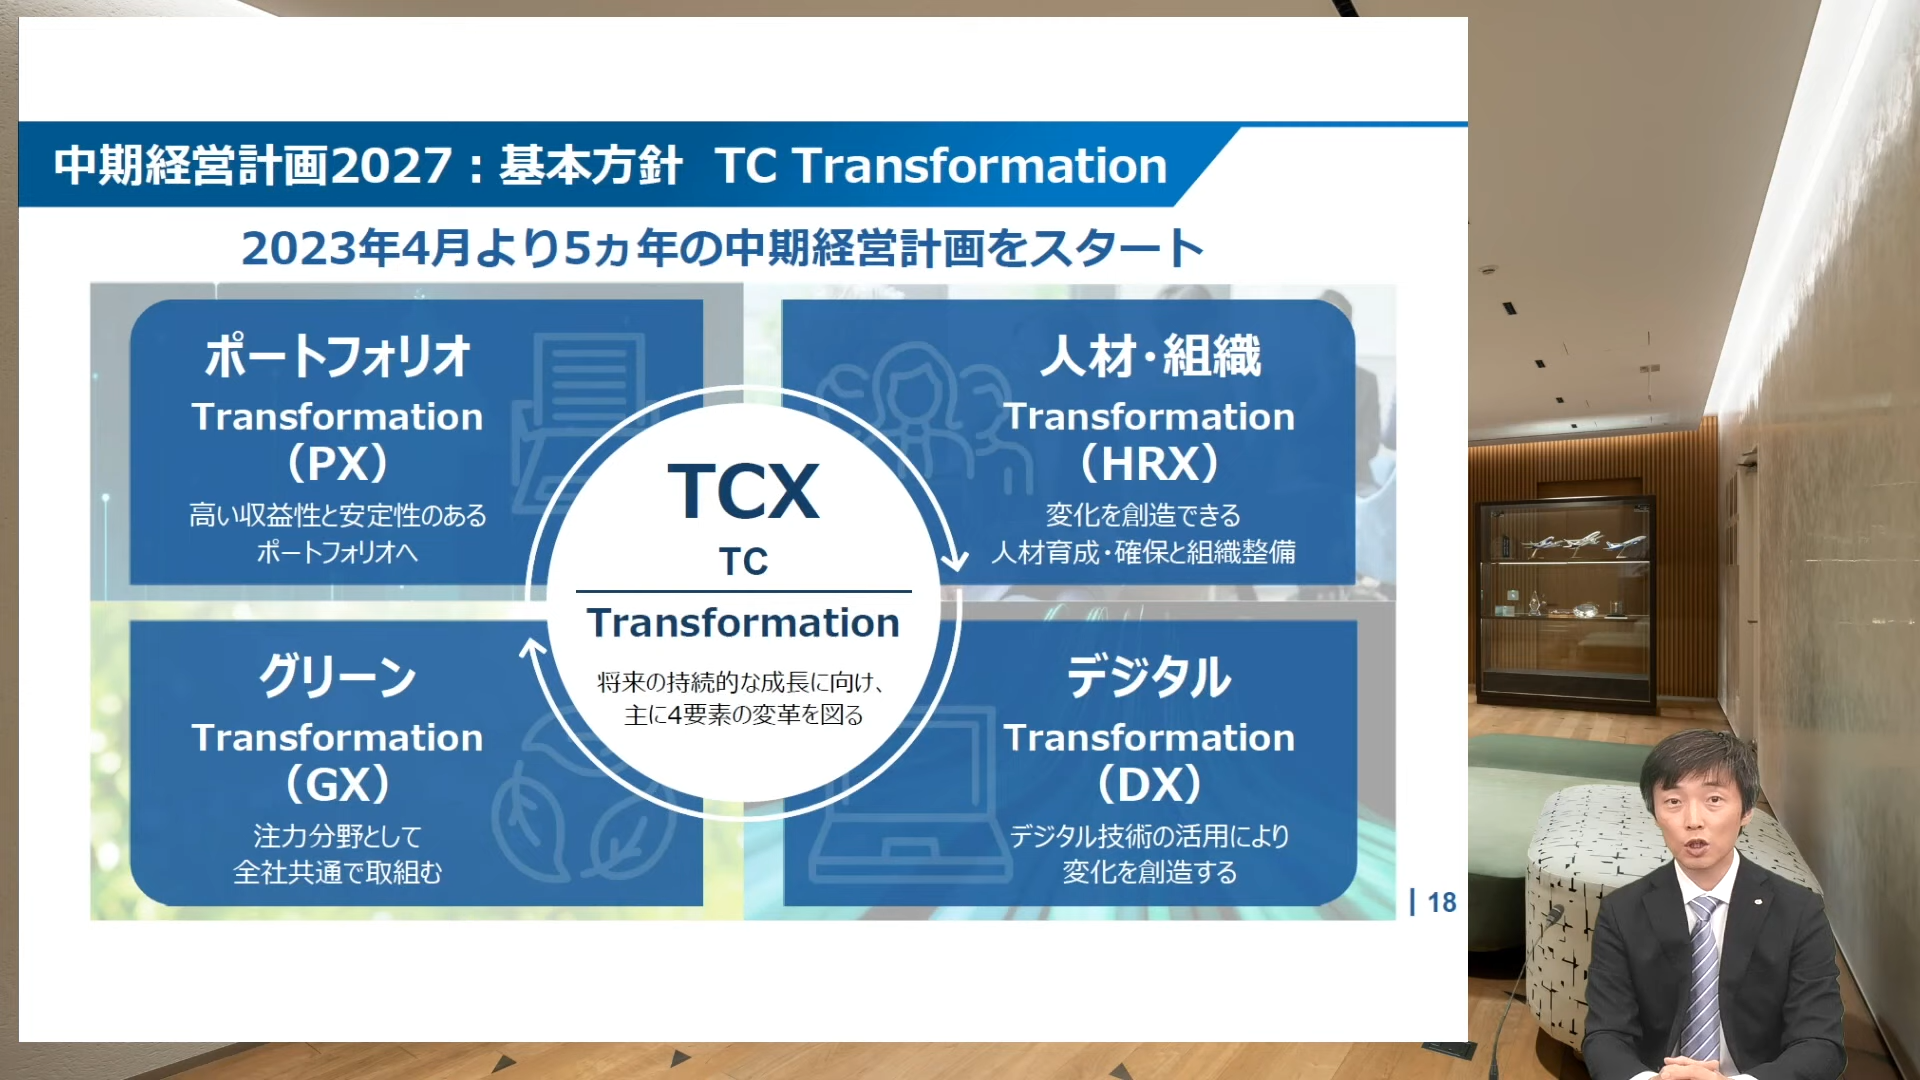 中期経営計画2027：基本方針 TC Transformation
2023年4月より5ヵ年の中期経営計画をスタート
ポートフォリオ
Transformation
（PX）
高い収益性と安定性のある
ポートフォリオへ
人材・組織
Transformation
（HRX）
変化を創造できる
人材育成・確保と組織整備
TCX
TC
Transformation
将来の持続的な成長に向け、
主に4要素の変革を図る
グリーン
Transformation
（GX）
注力分野として
全社共通で取組む
デジタル
Transformation
（DX）
デジタル技術の活用により
変化を創造する
18